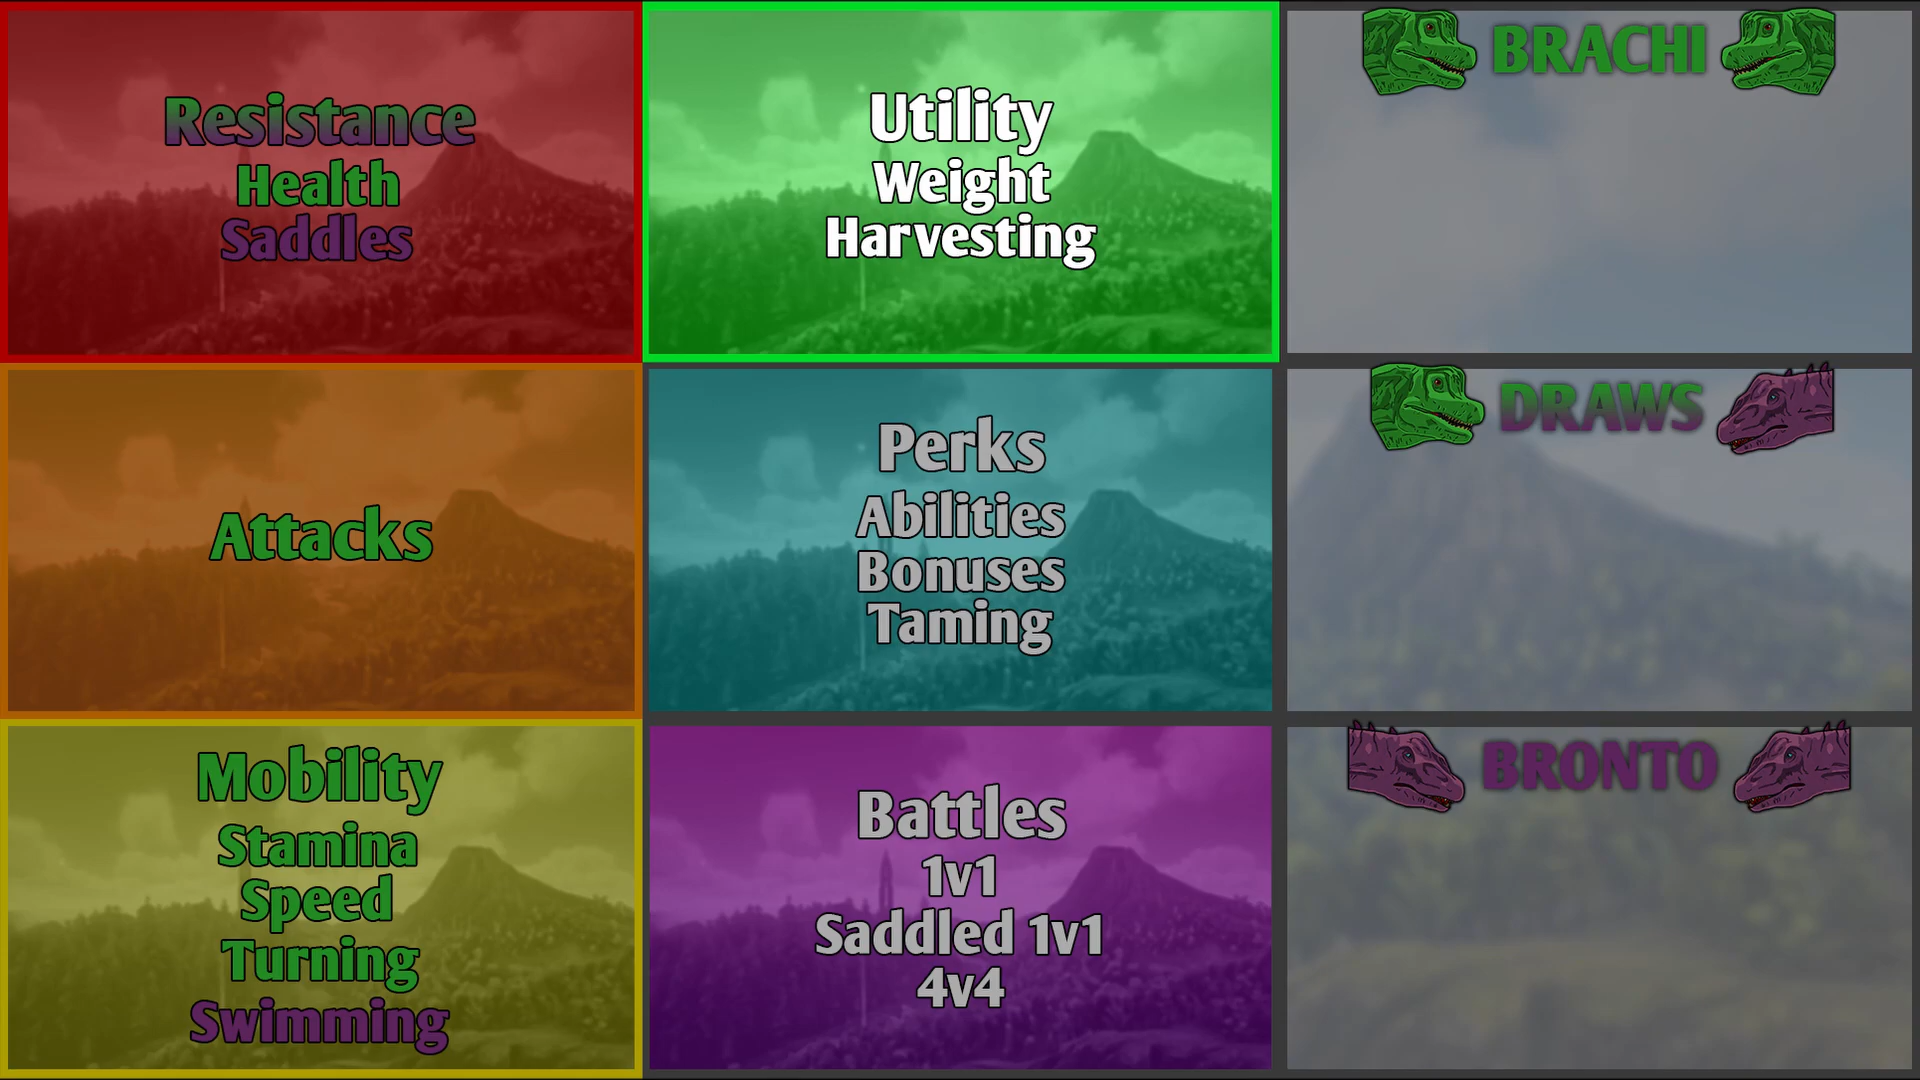 Resistance
Health
Saddles
Utility
Weight
Harvesting
BRACHI
Attacks
Perks
Abilities
Bonuses
Taming
DRAWS
Mobility
Stamina
Speed
Turning
Swimming
Battles
1v1
Saddled 1v1
4v4
BRONTO